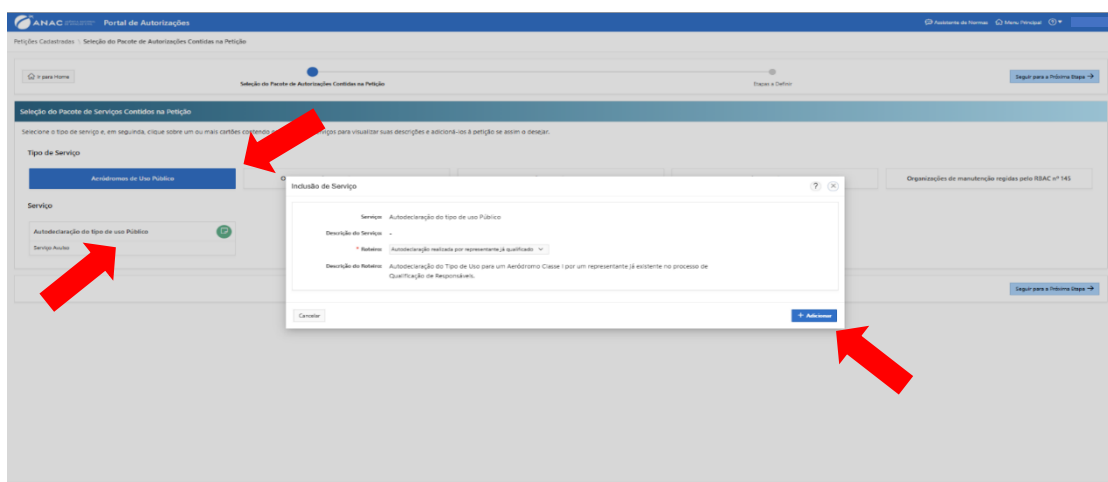 ANAC
Portal de Autorizações
Assistente de Normas
Menu Principal
Petições Cadastradas \ Seleção do Pacote de Autorizações Contidas na Petição
Ir para Home
Seleção do Pacote de Autorizações Contidas na Petição
Etapas a Definir
Seguir para a Próxima Etapa →
Seleção do Pacote de Serviços Contidos na Petição
Selecione o tipo de serviço e, em seguida, clique sobre um ou mais cartões contendo para visualizar suas descrições e adicioná-los à petição se assim o desejar.
Tipo de Serviço
Aeródromos de Uso Público
Organizações de manutenção regidas pelo RBAC nº 145
Serviço
Autodeclaração do tipo de uso Público
Serviço Avulso
Inclusão de Serviço
?
Serviço Autodeclaração do tipo de uso Público
Descrição do Serviço -
* Roteiro Autodeclaração realizada por representante já qualificado
Descrição do Roteiro Autodeclaração do Tipo de Uso para um Aeródromo Classe I por um representante já existente no processo de
Qualificação de Responsáveis.
Cancelar
+ Adicionar
Seguir para a Próxima Etapa →